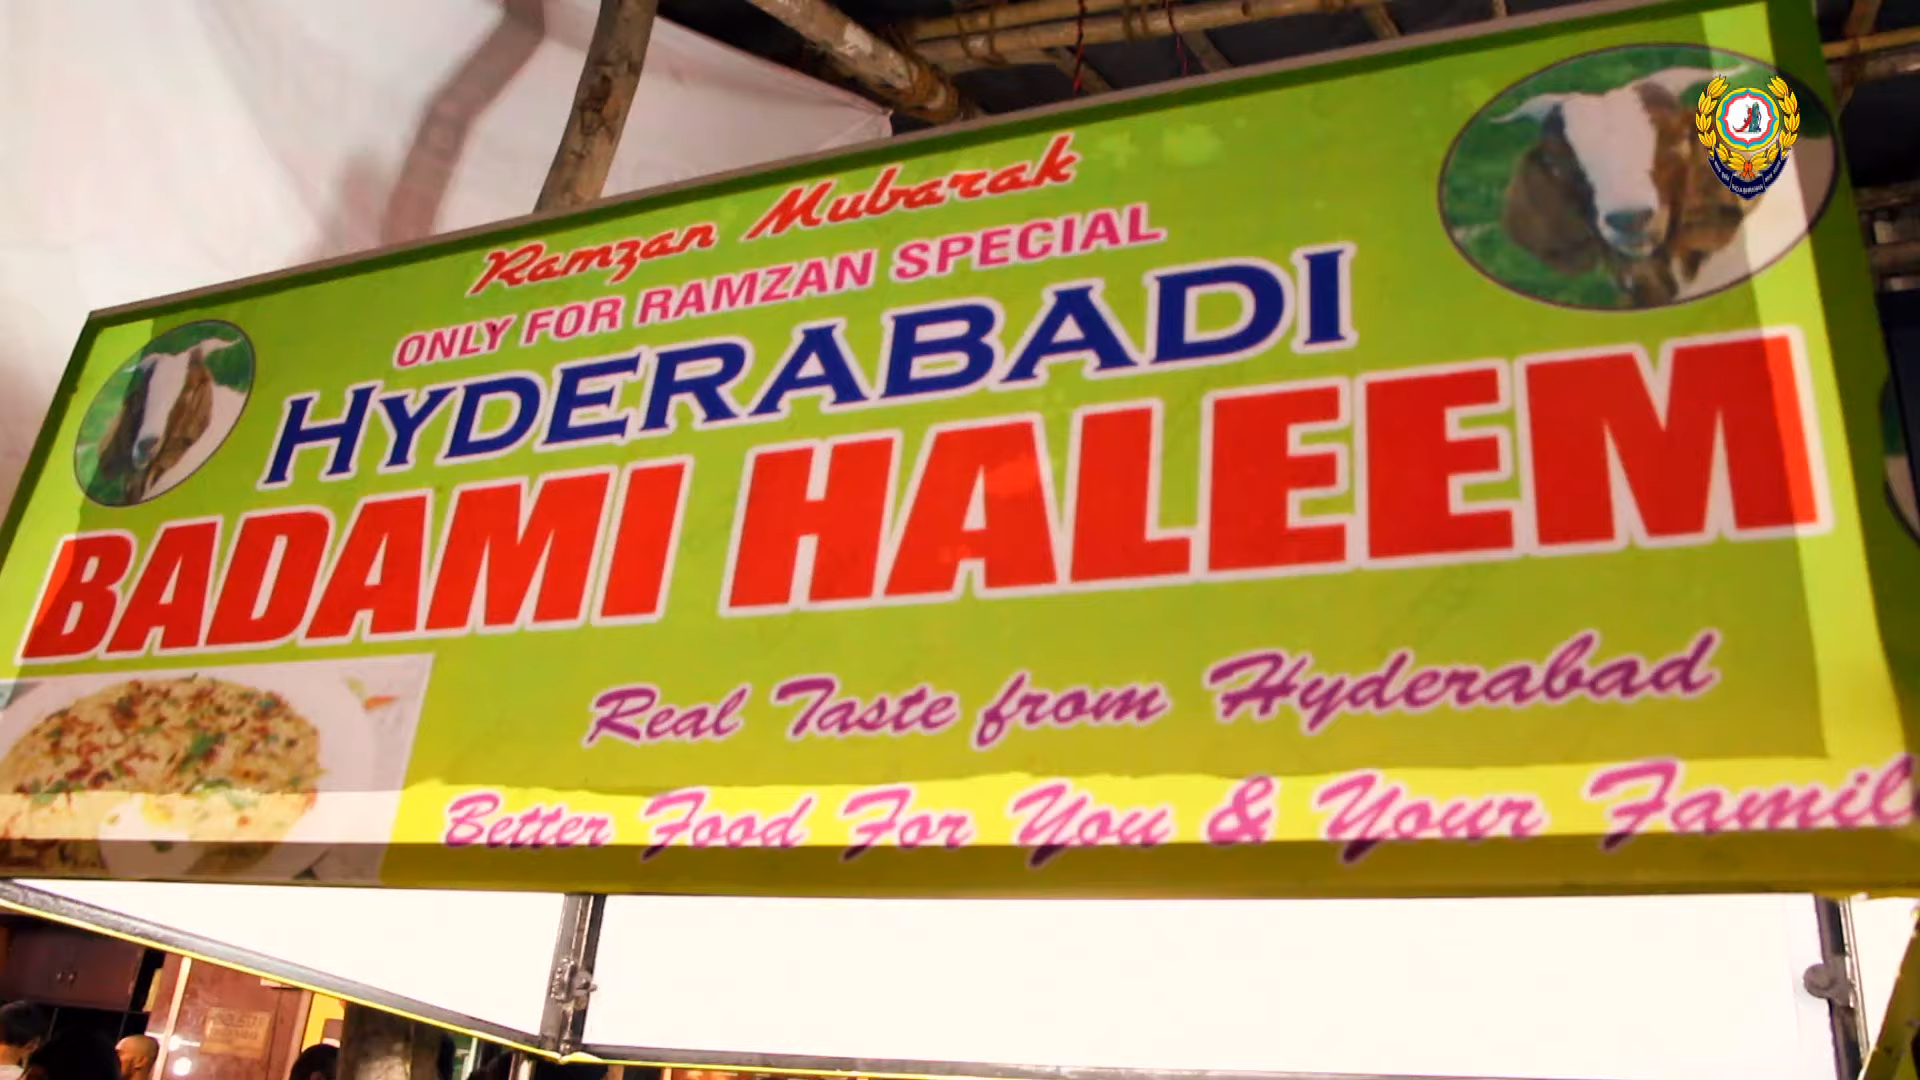 Ramzan Mubarak
ONLY FOR RAMZAN SPECIAL
HYDERABADI
BADAMI HALEEM
Real Taste from Hyderabad
Better Food For You & Your Famil